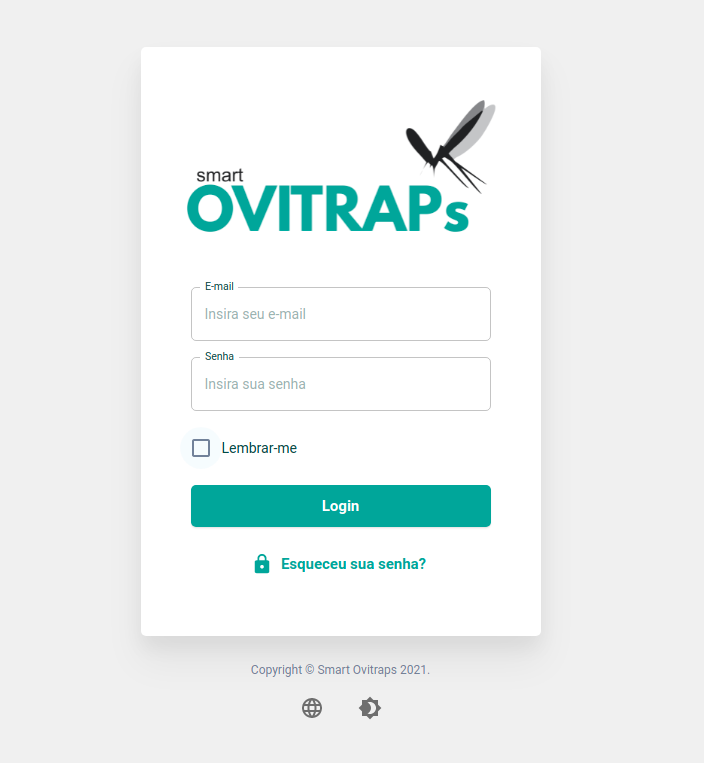 smart
OVITRAPs
E-mail
Insira seu e-mail
Senha
Insira sua senha
Lembrar-me
Login
Esqueceu sua senha?
Copyright © Smart Ovitraps 2021.